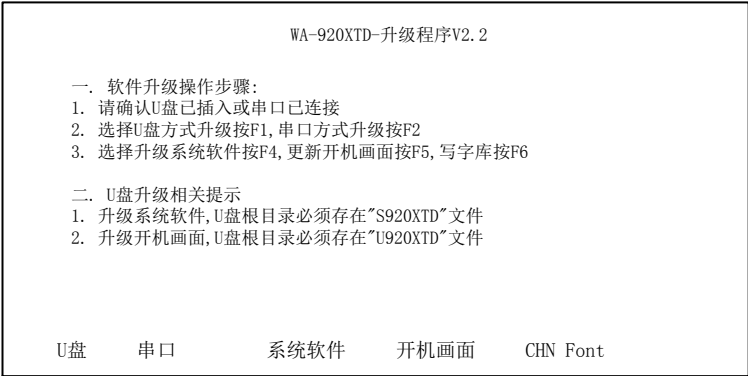 WA-920XTD-升级程序V2.2
一. 软件升级操作步骤:
1. 请确认U盘已插入或串口已连接
2. 选择U盘方式升级按F1,串口方式升级按F2
3. 选择升级系统软件按F4,更新开机画面按F5,写字库按F6
二. U盘升级相关提示
1. 升级系统软件,U盘根目录必须存在"S920XTD"文件
2. 升级开机画面,U盘根目录必须存在"U920XTD"文件
U盘 串口 系统软件 开机画面 CHN Font